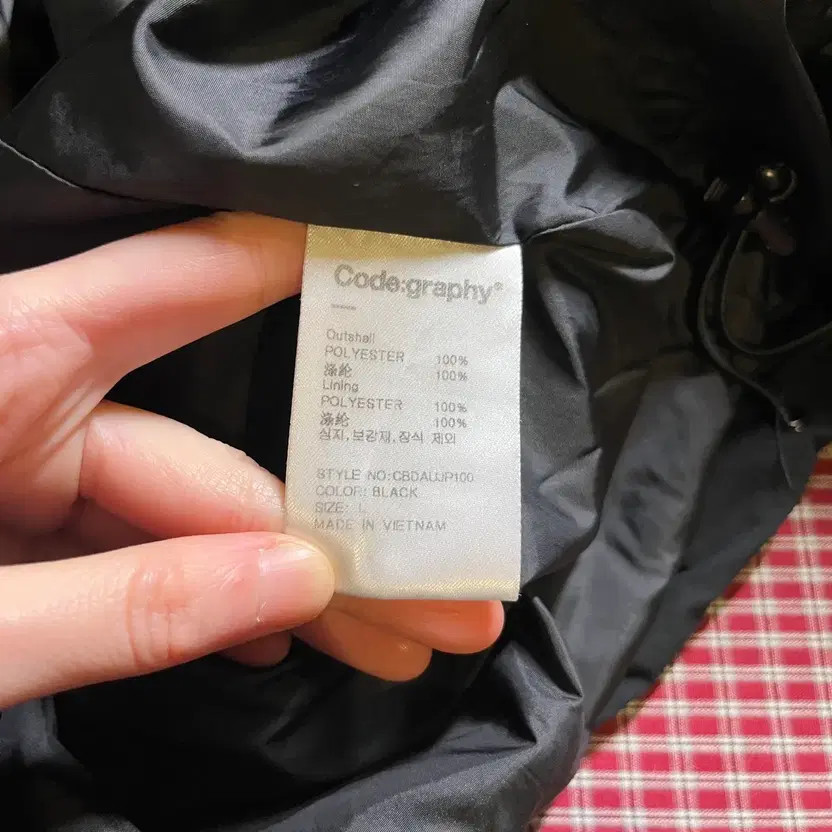 Code:graphy®
Outshell
POLYESTER 100%
涤纶 100%
Lining
POLYESTER 100%
涤纶 100%
심지,보강재,장식 제외
STYLE NO:CBDAUJP100
COLOR: BLACK
SIZE: L
MADE IN VIETNAM